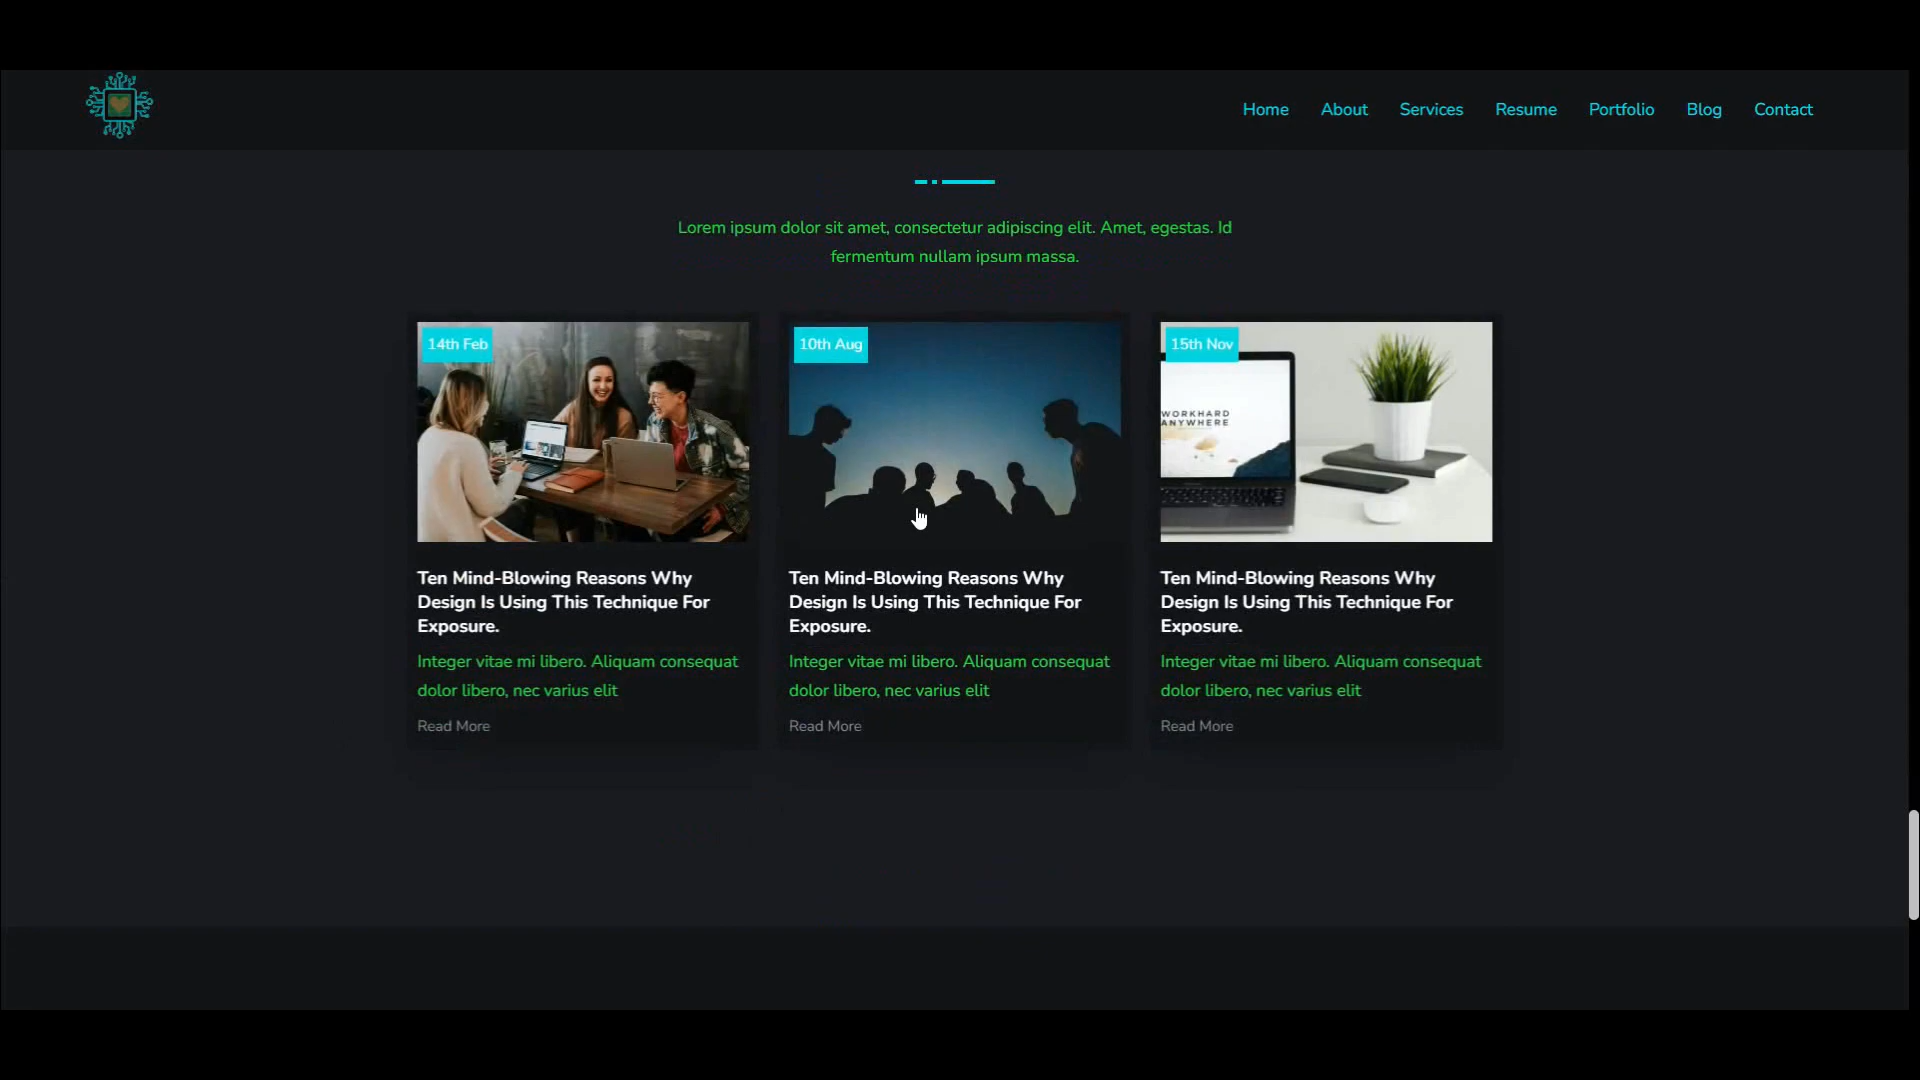 Home
About
Services
Resume
Portfolio
Blog
Contact
Lorem ipsum dolor sit amet, consectetur adipiscing elit. Amet, egestas. Id
fermentum nullam ipsum massa.
14th Feb
Ten Mind-Blowing Reasons Why
Design Is Using This Technique For
Exposure.
Integer vitae mi libero. Aliquam consequat
dolor libero, nec varius elit
Read More
10th Aug
Ten Mind-Blowing Reasons Why
Design Is Using This Technique For
Exposure.
Integer vitae mi libero. Aliquam consequat
dolor libero, nec varius elit
Read More
15th Nov
WORKHARD
ANYWHERE
Ten Mind-Blowing Reasons Why
Design Is Using This Technique For
Exposure.
Integer vitae mi libero. Aliquam consequat
dolor libero, nec varius elit
Read More